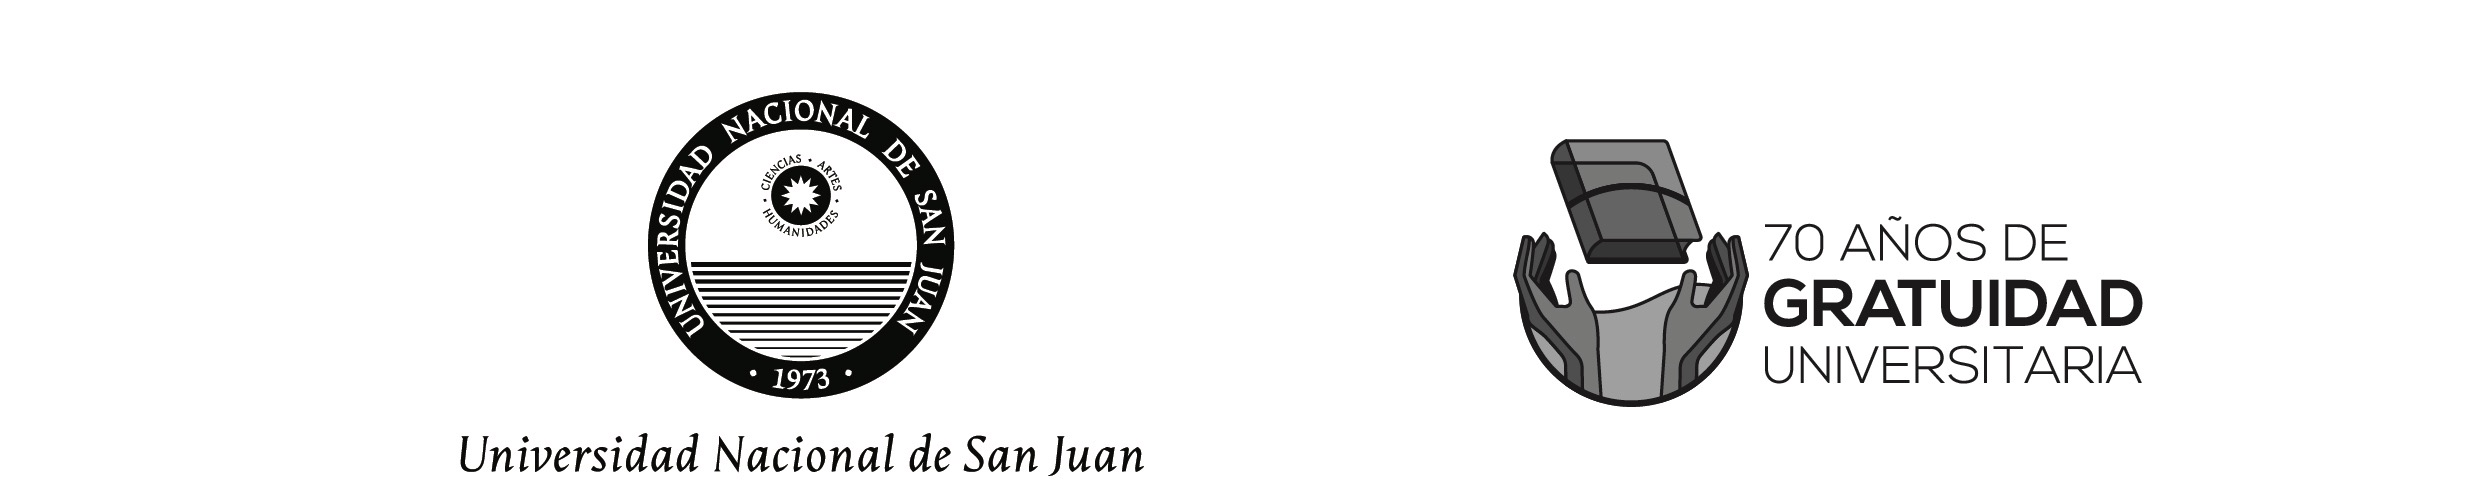 UNIVERSIDAD NACIONAL DE SAN JUAN
CIENCIAS • ARTES •
• HUMANIDADES
• 1973 •
Universidad Nacional de San Juan
70 AÑOS DE
GRATUIDAD
UNIVERSITARIA